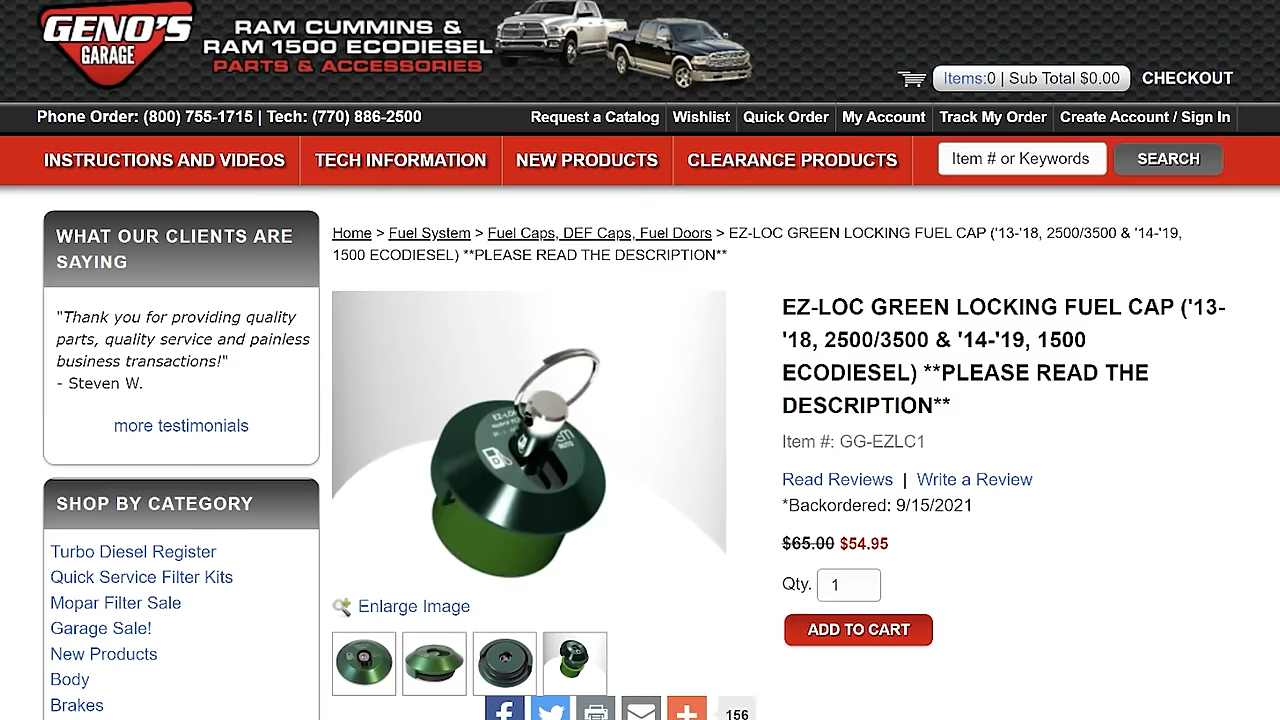 GENO'S
GARAGE
RAM CUMMINS &
RAM 1500 ECODIESEL
PARTS & ACCESSORIES
Items:0 | Sub Total $0.00
CHECKOUT
Phone Order: (800) 755-1715 | Tech: (770) 886-2500
Request a Catalog
Wishlist
Quick Order
My Account
Track My Order
Create Account / Sign In
INSTRUCTIONS AND VIDEOS
TECH INFORMATION
NEW PRODUCTS
CLEARANCE PRODUCTS
Item # or Keywords
SEARCH
WHAT OUR CLIENTS ARE
SAYING
"Thank you for providing quality
parts, quality service and painless
business transactions!"
- Steven W.
more testimonials
SHOP BY CATEGORY
Turbo Diesel Register
Quick Service Filter Kits
Mopar Filter Sale
Garage Sale!
New Products
Body
Brakes
Home > Fuel System > Fuel Caps, DEF Caps, Fuel Doors > EZ-LOC GREEN LOCKING FUEL CAP ('13-'18, 2500/3500 & '14-'19,
1500 ECODIESEL) **PLEASE READ THE DESCRIPTION**
Enlarge Image
EZ-LOC GREEN LOCKING FUEL CAP ('13-
'18, 2500/3500 & '14-'19, 1500
ECODIESEL) **PLEASE READ THE
DESCRIPTION**
Item #: GG-EZLC1
Read Reviews | Write a Review
*Backordered: 9/15/2021
$65.00 $54.95
Qty. 1
ADD TO CART
156